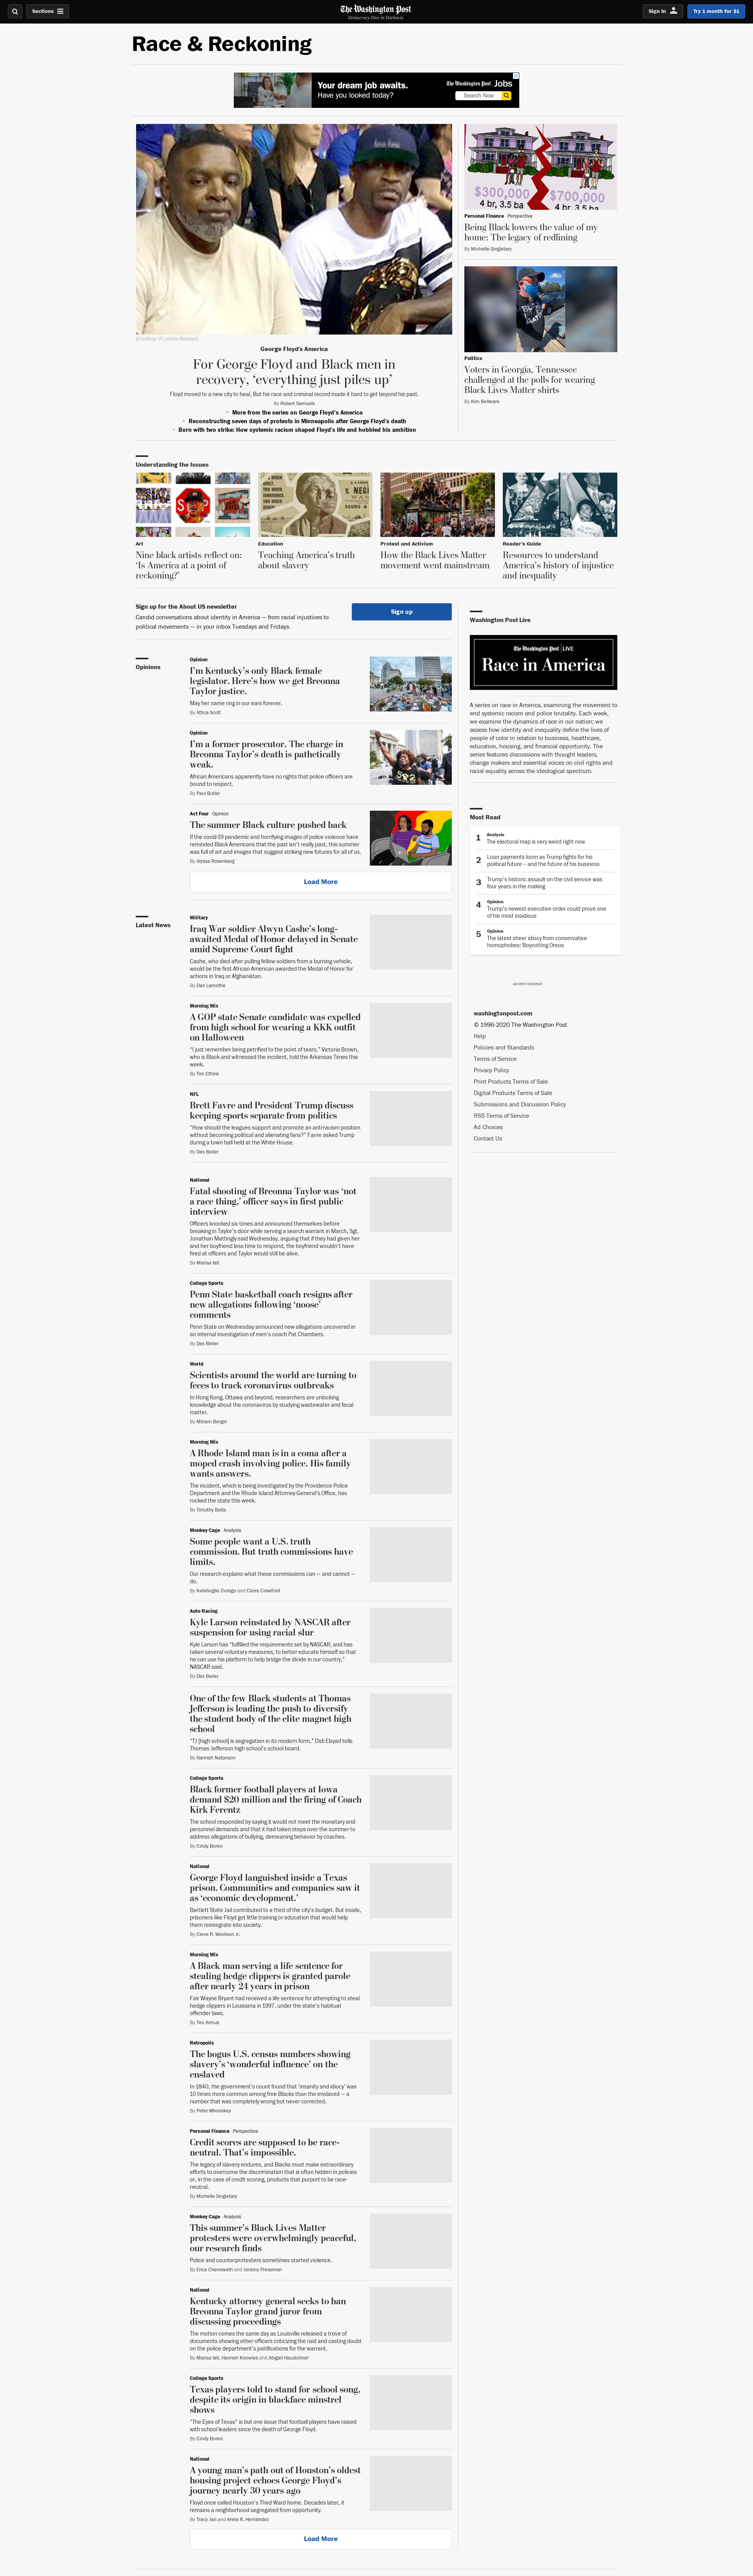 Sections
The Washington Post
Democracy Dies in Darkness
Sign In
Try 1 month for $1
Race & Reckoning
Your dream job awaits.
Have you looked today?
The Washington Post Jobs
Search Now
(Courtesy of Loretta Baptiste)
George Floyd's America
For George Floyd and Black men in
recovery, ‘everything just piles up’
Floyd moved to a new city to heal. But his race and criminal record made it hard to get beyond his past.
By Robert Samuels
• More from the series on George Floyd's America
• Reconstructing seven days of protests in Minneapolis after George Floyd's death
• Born with two strike: How systemic racism shaped Floyd's life and hobbled his ambition
$300,000
4 br, 3.5 ba
$700,000
4 br, 3.5 ba
Personal Finance Perspective
Being Black lowers the value of my
home: The legacy of redlining
By Michelle Singletary
Politics
Voters in Georgia, Tennessee
challenged at the polls for wearing
Black Lives Matter shirts
By Kim Bellware
Understanding the Issues
Art
Nine black artists reflect on:
‘Is America at a point of
reckoning?’
Education
Teaching America’s truth
about slavery
Protest and Activism
How the Black Lives Matter
movement went mainstream
Reader's Guide
Resources to understand
America’s history of injustice
and inequality
Sign up for the About US newsletter
Candid conversations about identity in America — from racial injustices to
political movements — in your inbox Tuesdays and Fridays.
Sign up
Opinions
Opinion
I’m Kentucky’s only Black female
legislator. Here’s how we get Breonna
Taylor justice.
May her name ring in our ears forever.
By Attica Scott
Opinion
I’m a former prosecutor. The charge in
Breonna Taylor’s death is pathetically
weak.
African Americans apparently have no rights that police officers are
bound to respect.
By Paul Butler
Act Four Opinion
The summer Black culture pushed back
If the covid-19 pandemic and horrifying images of police violence have
reminded Black Americans that the past isn't really past, this summer
was full of art and images that suggest striking new futures for all of us.
By Alyssa Rosenberg
Load More
Latest News
Military
Iraq War soldier Alwyn Cashe’s long-
awaited Medal of Honor delayed in Senate
amid Supreme Court fight
Cashe, who died after pulling fellow soldiers from a burning vehicle,
would be the first African American awarded the Medal of Honor for
actions in Iraq or Afghanistan.
By Dan Lamothe
Morning Mix
A GOP state Senate candidate was expelled
from high school for wearing a KKK outfit
on Halloween
“I just remember being petrified to the point of tears,” Victoria Brown,
who is Black and witnessed the incident, told the Arkansas Times this
week.
By Tim Elfrink
NFL
Brett Favre and President Trump discuss
keeping sports separate from politics
“How should the leagues support and promote an anti-racism position
without becoming political and alienating fans?” Favre asked Trump
during a town hall held at the White House.
By Des Bieler
National
Fatal shooting of Breonna Taylor was ‘not
a race thing,’ officer says in first public
interview
Officers knocked six times and announced themselves before
breaking in Taylor's door while serving a search warrant in March, Sgt.
Jonathan Mattingly said Wednesday, arguing that if they had given her
and her boyfriend less time to respond, the boyfriend wouldn't have
fired at officers and Taylor would still be alive.
By Marisa Iati
College Sports
Penn State basketball coach resigns after
new allegations following ‘noose’
comments
Penn State on Wednesday announced new allegations uncovered in
an internal investigation of men's coach Pat Chambers.
By Des Bieler
World
Scientists around the world are turning to
feces to track coronavirus outbreaks
In Hong Kong, Ottawa and beyond, researchers are unlocking
knowledge about the coronavirus by studying wastewater and fecal
matter.
By Miriam Berger
Morning Mix
A Rhode Island man is in a coma after a
moped crash involving police. His family
wants answers.
The incident, which is being investigated by the Providence Police
Department and the Rhode Island Attorney General's Office, has
rocked the state this week.
By Timothy Bella
Monkey Cage Analysis
Some people want a U.S. truth
commission. But truth commissions have
limits.
Our research explains what these commissions can — and cannot —
do.
By Kelebogile Zvobgo and Claire Crawford
Auto Racing
Kyle Larson reinstated by NASCAR after
suspension for using racial slur
Kyle Larson has “fulfilled the requirements set by NASCAR, and has
taken several voluntary measures, to better educate himself so that
he can use his platform to help bridge the divide in our country,”
NASCAR said.
By Des Bieler
One of the few Black students at Thomas
Jefferson is leading the push to diversify
the student body of the elite magnet high
school
“TJ [high school] is segregation in its modern form,” Didi Elsyad tells
Thomas Jefferson high school's school board.
By Hannah Natanson
College Sports
Black former football players at Iowa
demand $20 million and the firing of Coach
Kirk Ferentz
The school responded by saying it would not meet the monetary and
personnel demands and that it had taken steps over the summer to
address allegations of bullying, demeaning behavior by coaches.
By Cindy Boren
National
George Floyd languished inside a Texas
prison. Communities and companies saw it
as ‘economic development.’
Bartlett State Jail contributed to a third of the city's budget. But inside,
prisoners like Floyd got little training or education that would help
them reintegrate into society.
By Cleve R. Wootson Jr.
Morning Mix
A Black man serving a life sentence for
stealing hedge clippers is granted parole
after nearly 24 years in prison
Fair Wayne Bryant had received a life sentence for attempting to steal
hedge clippers in Louisiana in 1997, under the state's habitual
offender laws.
By Teo Armus
Retropolis
The bogus U.S. census numbers showing
slavery’s ‘wonderful influence’ on the
enslaved
In 1840, the government's count found that ‘insanity and idiocy’ was
10 times more common among free Blacks than the enslaved — a
number that was completely wrong but never corrected.
By Peter Whoriskey
Personal Finance Perspective
Credit scores are supposed to be race-
neutral. That’s impossible.
The legacy of slavery endures, and Blacks must make extraordinary
efforts to overcome the discrimination that is often hidden in policies
or, in the case of credit scoring, products that purport to be race-
neutral.
By Michelle Singletary
Monkey Cage Analysis
This summer’s Black Lives Matter
protesters were overwhelmingly peaceful,
our research finds
Police and counterprotesters sometimes started violence.
By Erica Chenoweth and Jeremy Pressman
National
Kentucky attorney general seeks to ban
Breonna Taylor grand juror from
discussing proceedings
The motion comes the same day as Louisville released a trove of
documents showing other officers criticizing the raid and casting doubt
on the police department's justifications for the warrant.
By Marisa Iati, Hannah Knowles and Abigail Hauslohner
College Sports
Texas players told to stand for school song,
despite its origin in blackface minstrel
shows
“The Eyes of Texas” is but one issue that football players have raised
with school leaders since the death of George Floyd.
By Cindy Boren
National
A young man’s path out of Houston’s oldest
housing project echoes George Floyd’s
journey nearly 30 years ago
Floyd once called Houston's Third Ward home. Decades later, it
remains a neighborhood segregated from opportunity.
By Tracy Jan and Arelis R. Hernández
Load More
Washington Post Live
The Washington Post LIVE
Race in America
A series on race in America, examining the movement to
end systemic racism and police brutality. Each week,
we examine the dynamics of race in our nation; we
assess how identity and inequality define the lives of
people of color in relation to business, healthcare,
education, housing, and financial opportunity. The
series features discussions with thought leaders,
change makers and essential voices on civil rights and
racial equality across the ideological spectrum.
Most Read
1 Analysis
The electoral map is very weird right now
2 Loan payments loom as Trump fights for his
political future – and the future of his business
3 Trump's historic assault on the civil service was
four years in the making
4 Opinion
Trump's newest executive order could prove one
of his most insidious
5 Opinion
The latest sheer idiocy from conservative
homophobes: Boycotting Oreos
ADVERTISEMENT
washingtonpost.com
© 1996-2020 The Washington Post
Help
Policies and Standards
Terms of Service
Privacy Policy
Print Products Terms of Sale
Digital Products Terms of Sale
Submissions and Discussion Policy
RSS Terms of Service
Ad Choices
Contact Us